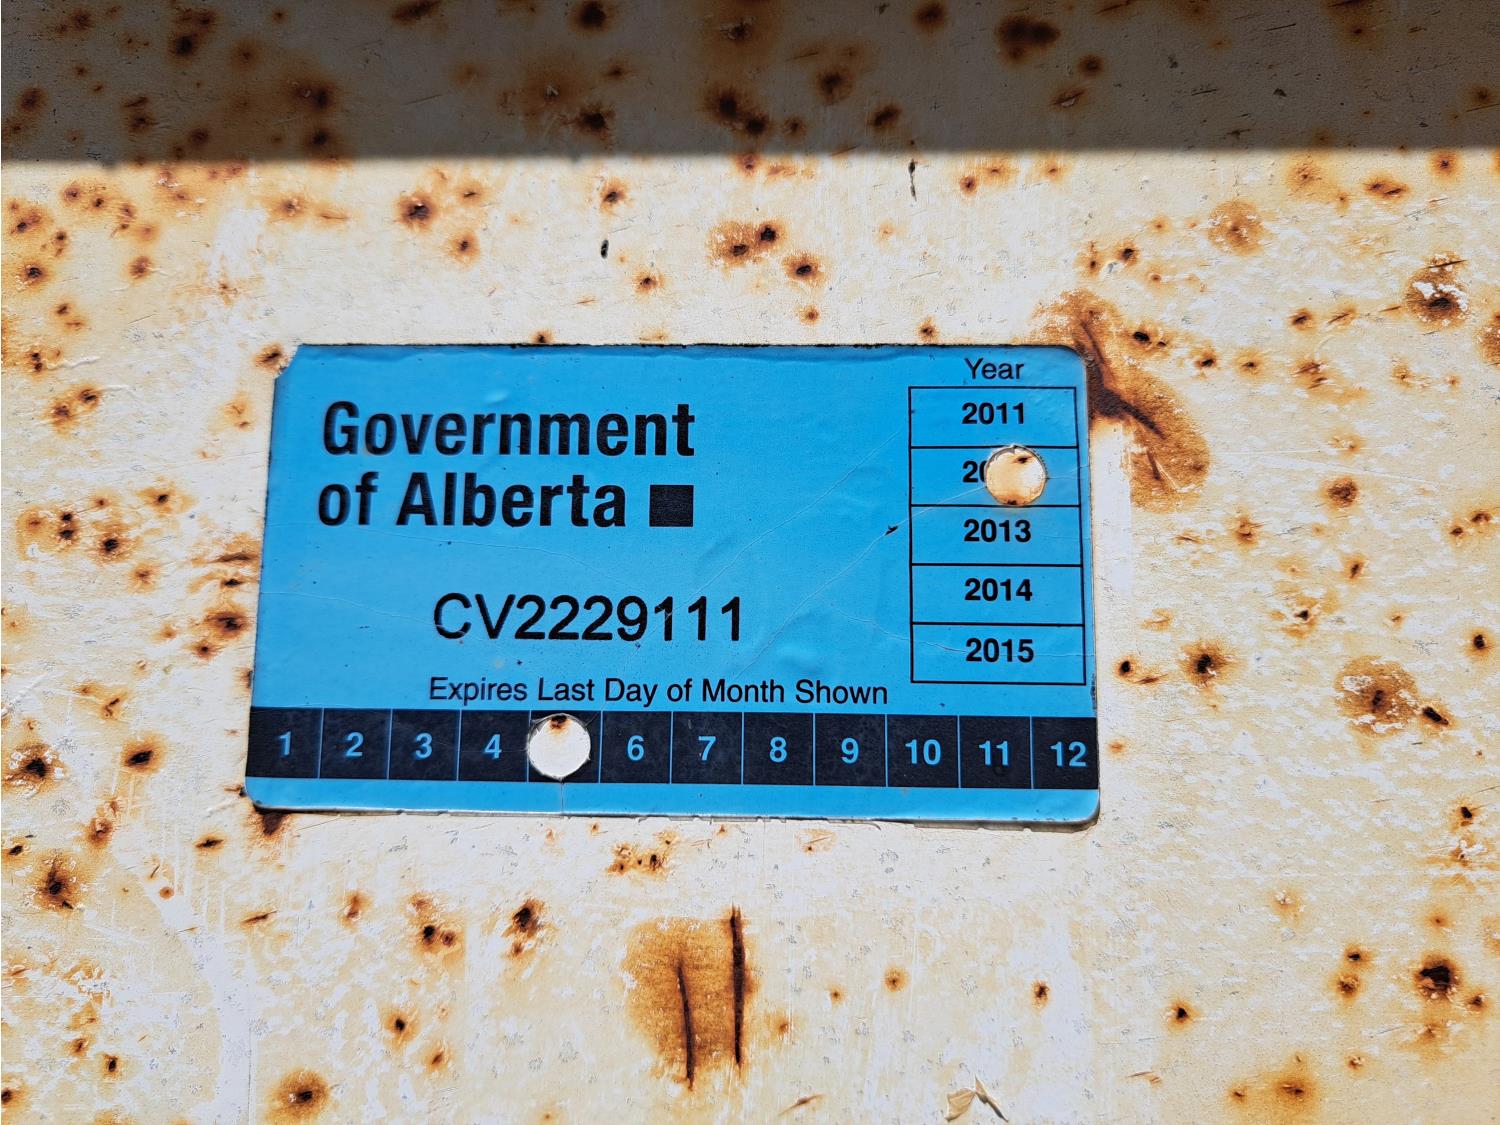 Government
of Alberta
CV2229111
Expires Last Day of Month Shown
Year
2011
2013
2014
2015
1 2 3 4 6 7 8 9 10 11 12